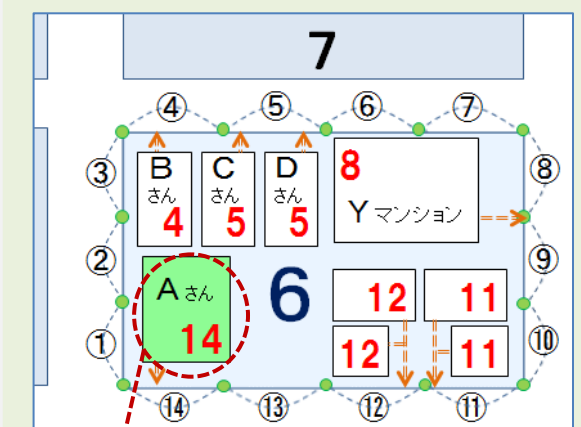 7
④ ⑤ ⑥ ⑦
③ ⑧
B さん 4
C さん 5
D さん 5
8
Yマンション
② ⑨
A さん 14
6
12 11
① ⑩
12 11
⑭ ⑬ ⑫ ⑪